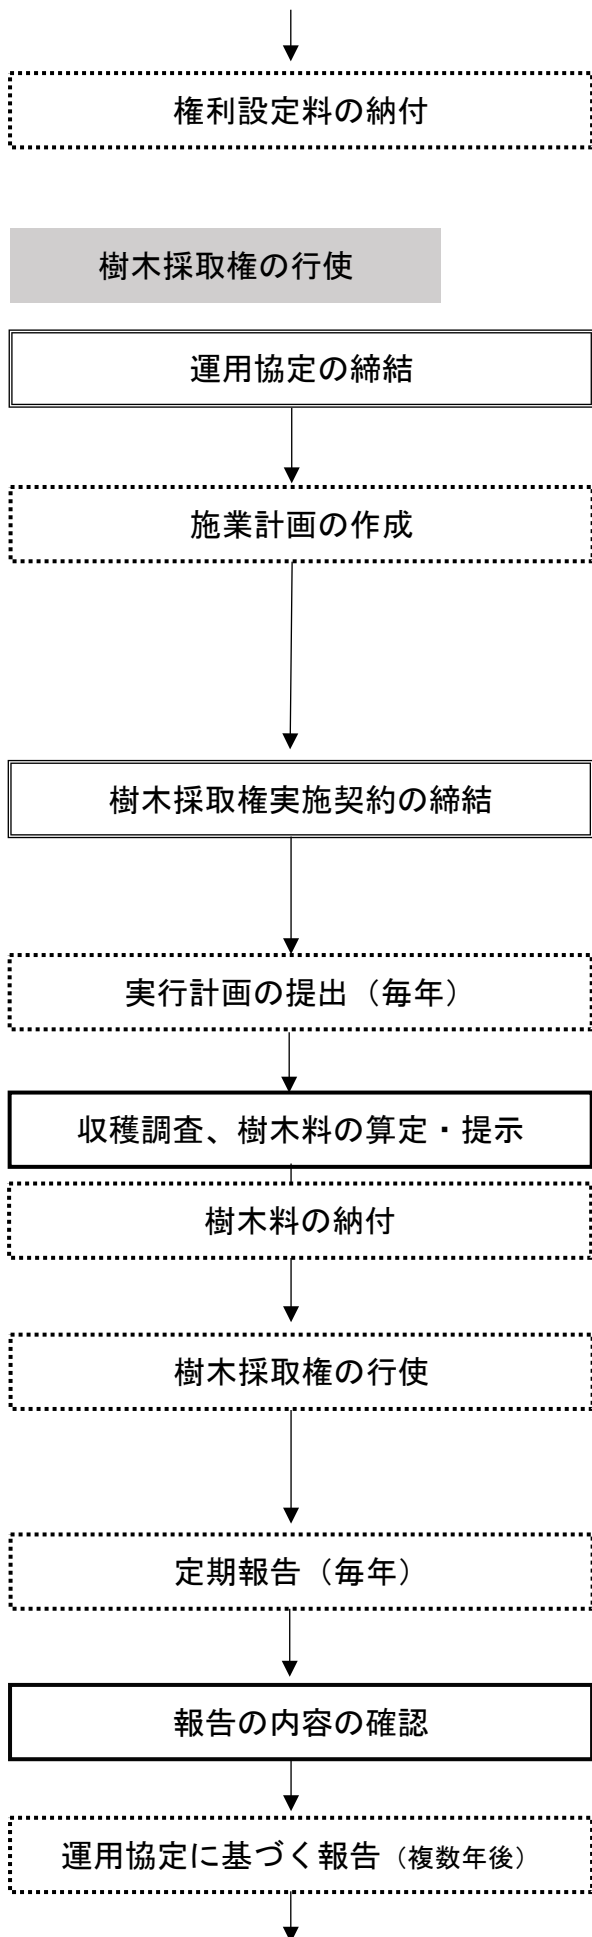 権利設定料の納付
樹木採取権の行使
運用協定の締結
施業計画の作成
樹木採取権実施契約の締結
実行計画の提出（毎年）
収穫調査、樹木料の算定・提示
樹木料の納付
樹木採取権の行使
定期報告（毎年）
報告の内容の確認
運用協定に基づく報告（複数年後）